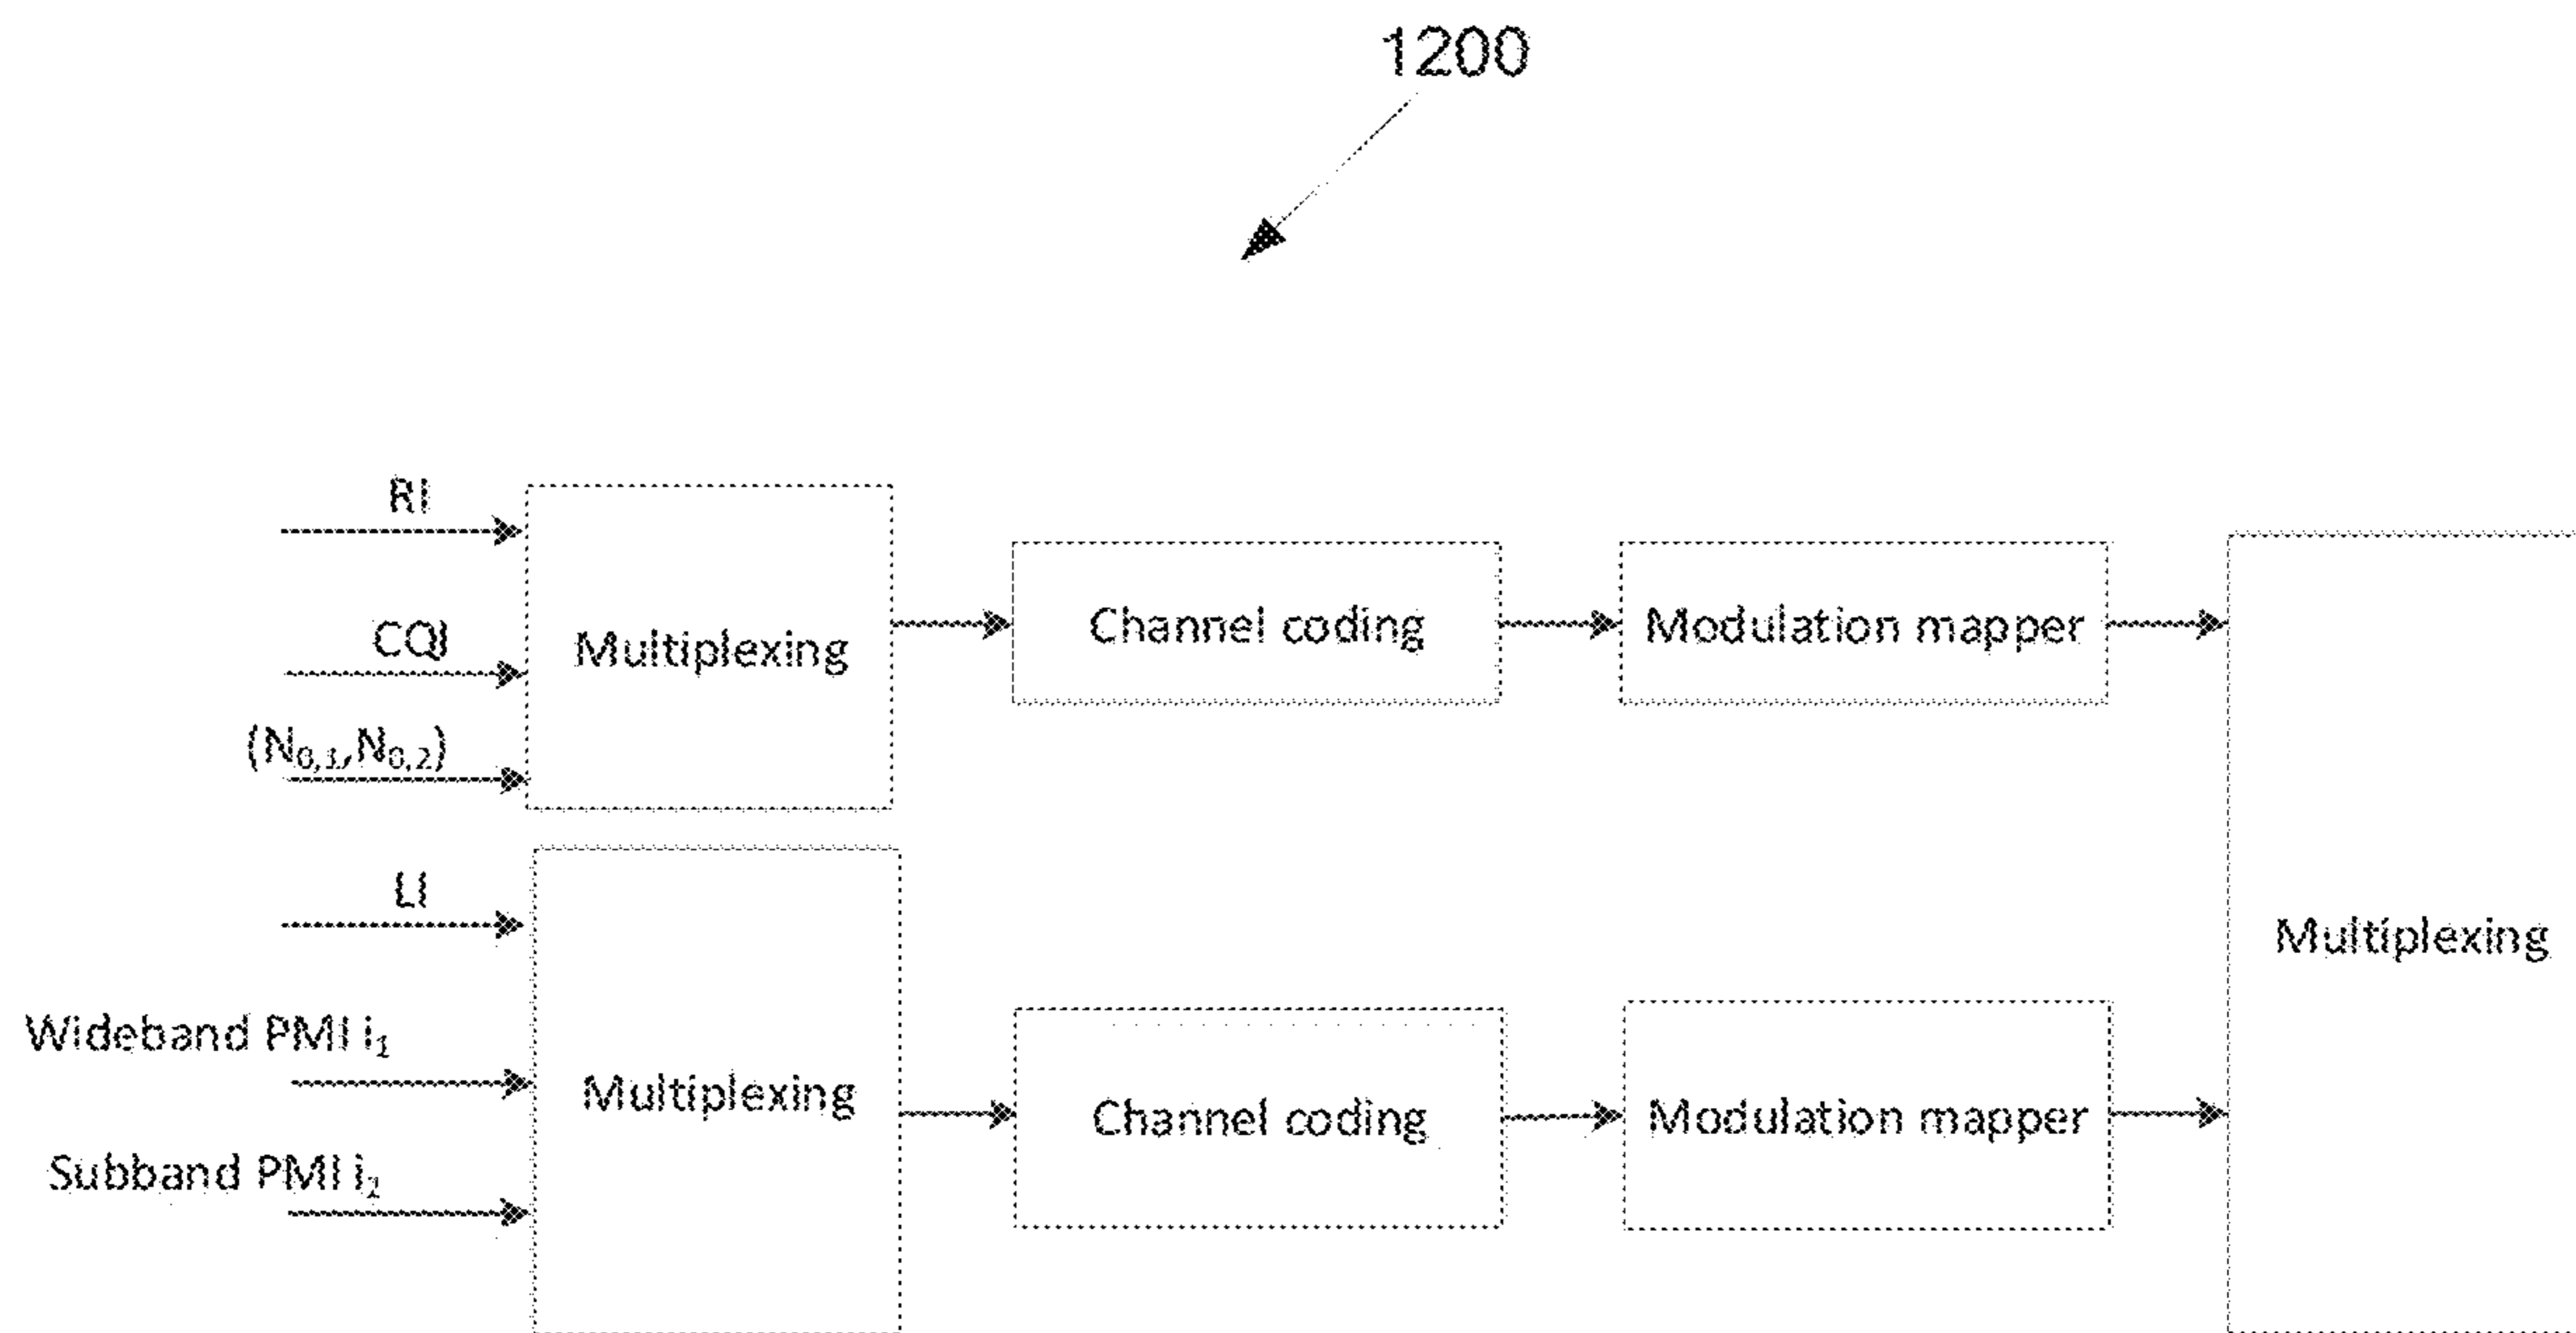 1200
RI
CQI
(N₀,₁,N₀,₂)
Multiplexing
Channel coding
Modulation mapper
Multiplexing
LI
Wideband PMI i₁
Subband PMI i₁
Multiplexing
Channel coding
Modulation mapper